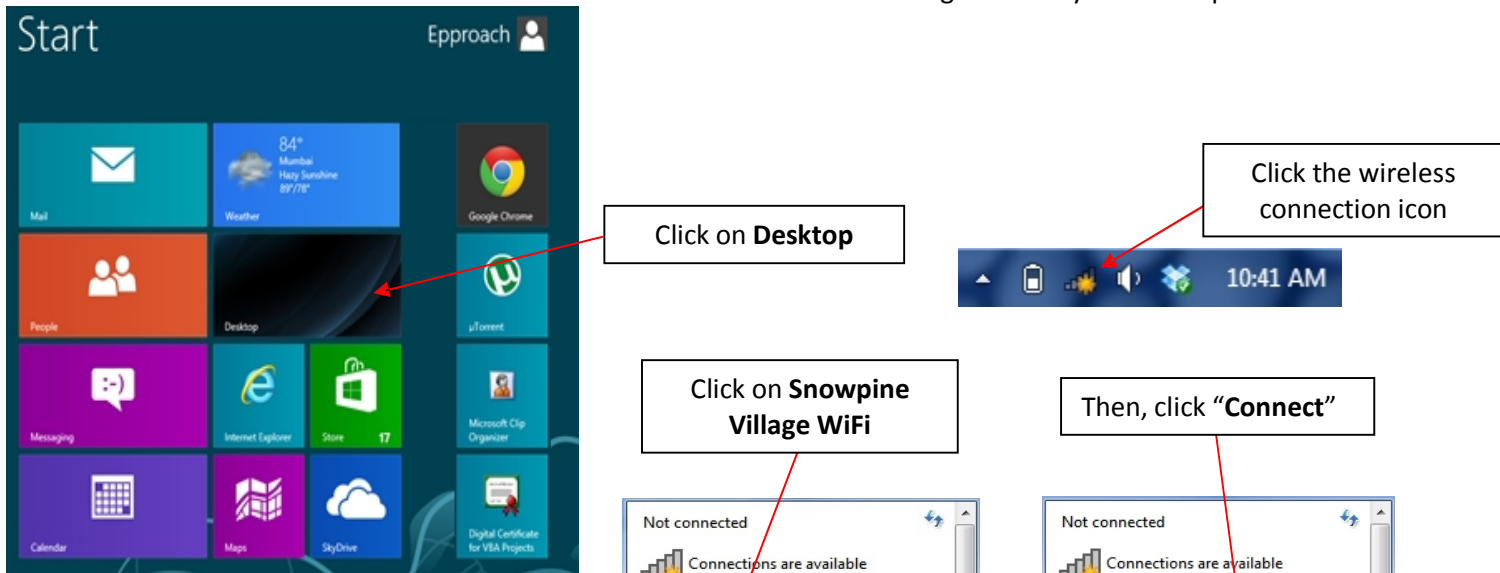 Start
Epproach
Mail
84°
Mumbai
Hazy Sunshine
89°/78°
Weather
Google Chrome
People
Desktop
µTorrent
Messaging
Internet Explorer
Store 17
Microsoft Clip
Organizer
Calendar
Maps
SkyDrive
Digital Certificate
for VBA Projects
Click on Desktop
Click the wireless
connection icon
10:41 AM
Click on Snowpine
Village WiFi
Then, click “Connect”
Not connected
Connections are available
Not connected
Connections are available